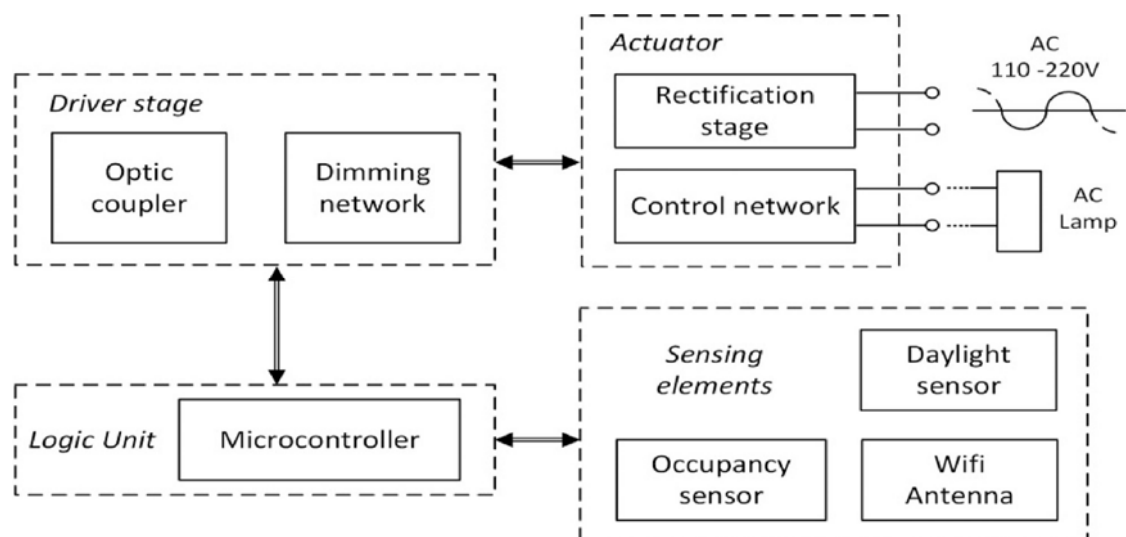 Driver stage
Optic
coupler
Dimming
network
Actuator
Rectification
stage
Control network
AC
110 -220V
AC
Lamp
Logic Unit
Microcontroller
Sensing
elements
Daylight
sensor
Occupancy
sensor
Wifi
Antenna